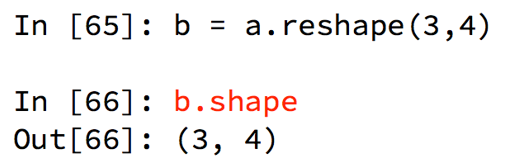 In [65]: b = a.reshape(3,4)
In [66]: b.shape
Out[66]: (3, 4)